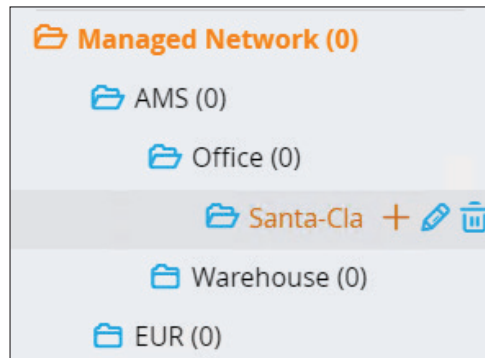 Managed Network (0)
AMS (0)
Office (0)
Santa-Cla
Warehouse (0)
EUR (0)